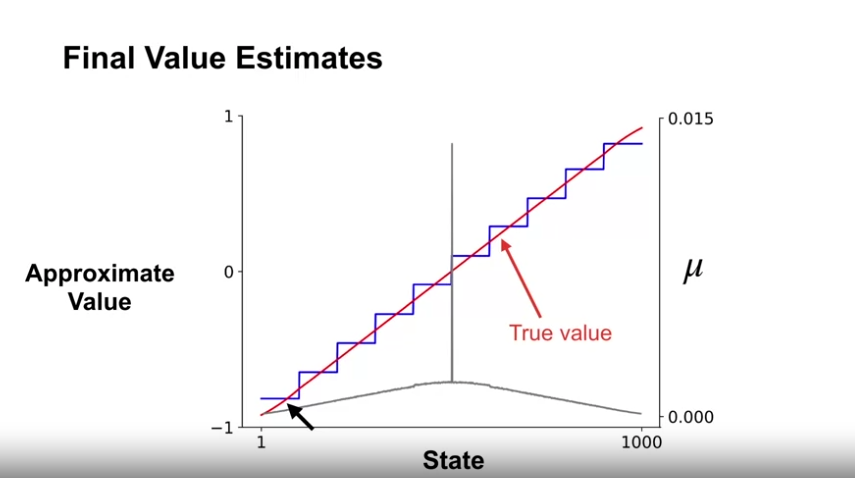 Final Value Estimates
1
0.015
Approximate
Value
0
μ
True value
−1
0.000
1
1000
State